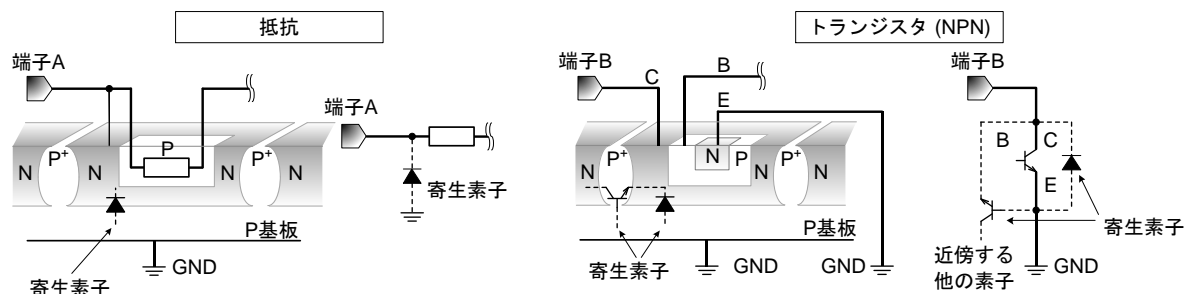 抵抗
端子A
N
P+
N
P
N
P+
N
P基板
寄生素子
GND
端子A
寄生素子
トランジスタ (NPN)
端子B
C
B
E
N
P+
N
N
P
N
P+
N
P基板
寄生素子
GND
GND
端子B
B
C
E
寄生素子
近傍する
他の素子
GND